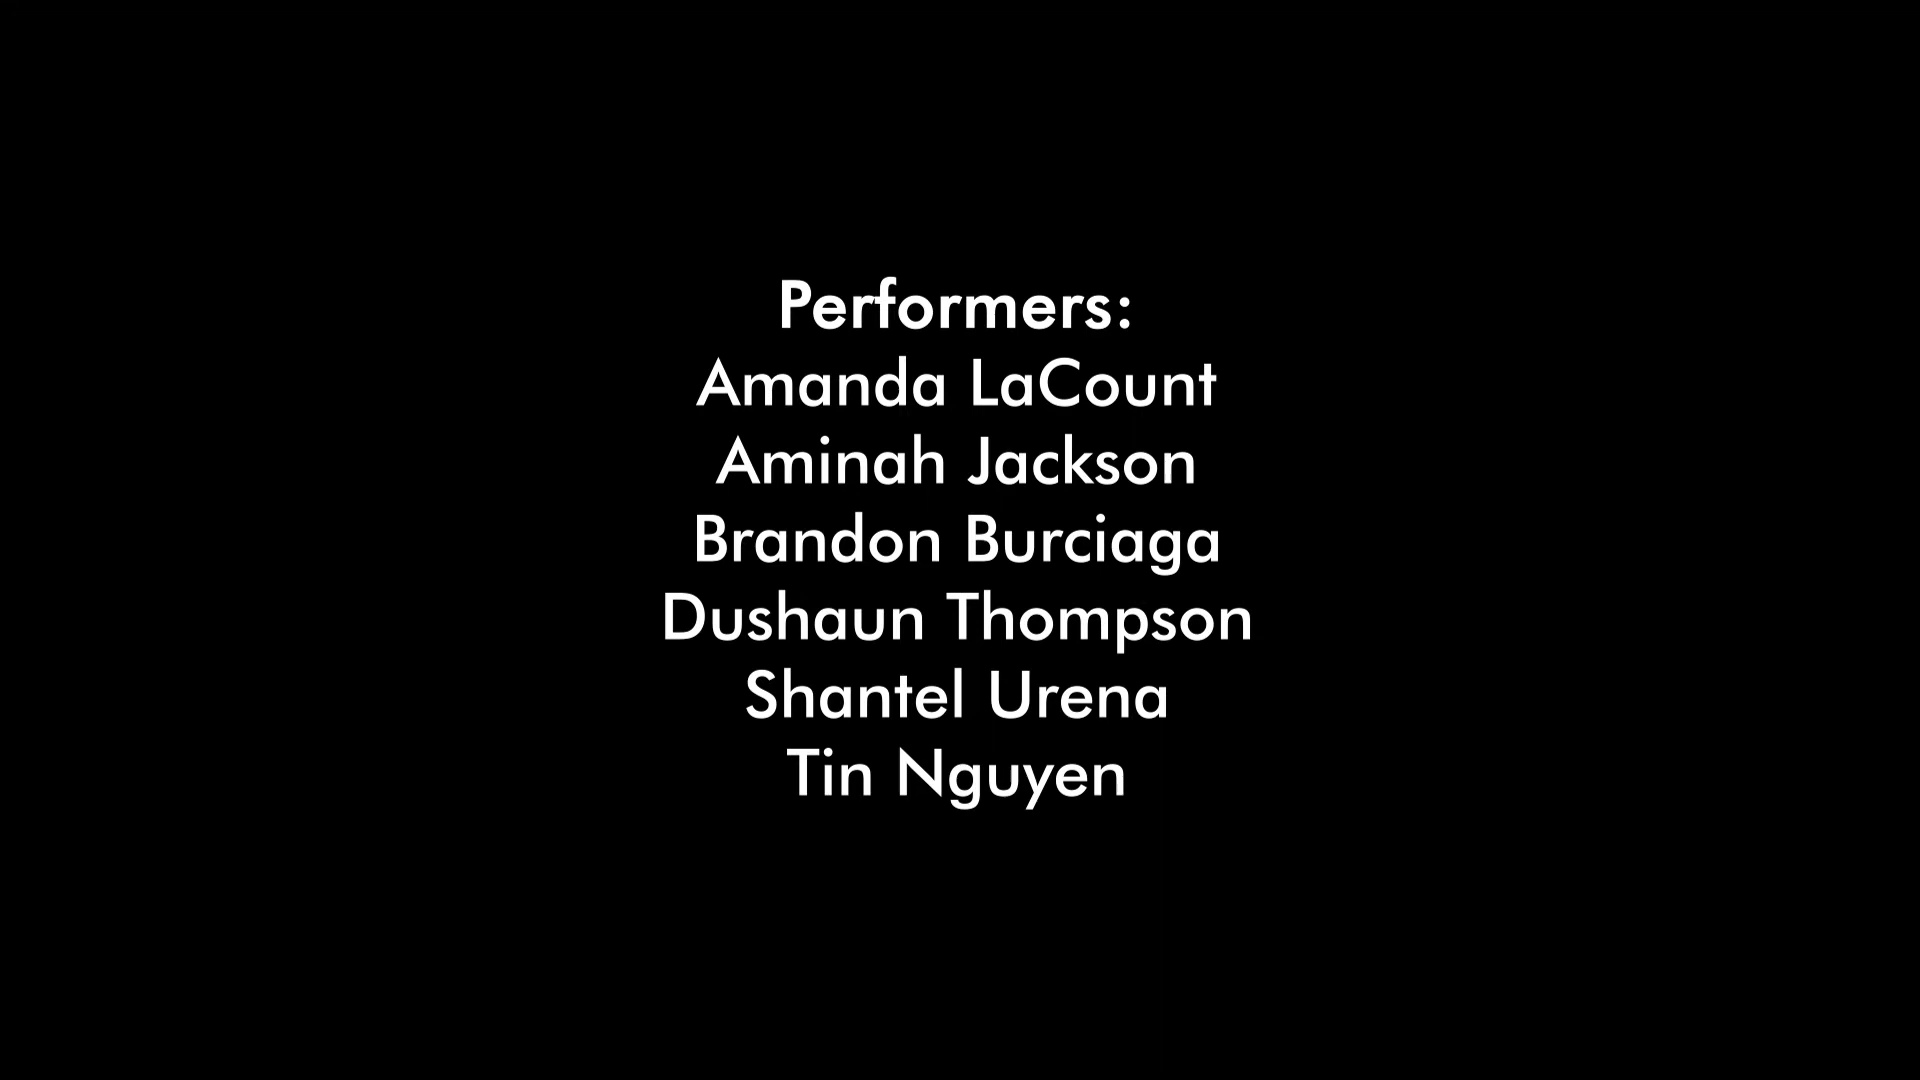 Performers:
Amanda LaCount
Aminah Jackson
Brandon Burciaga
Dushaun Thompson
Shantel Urena
Tin Nguyen